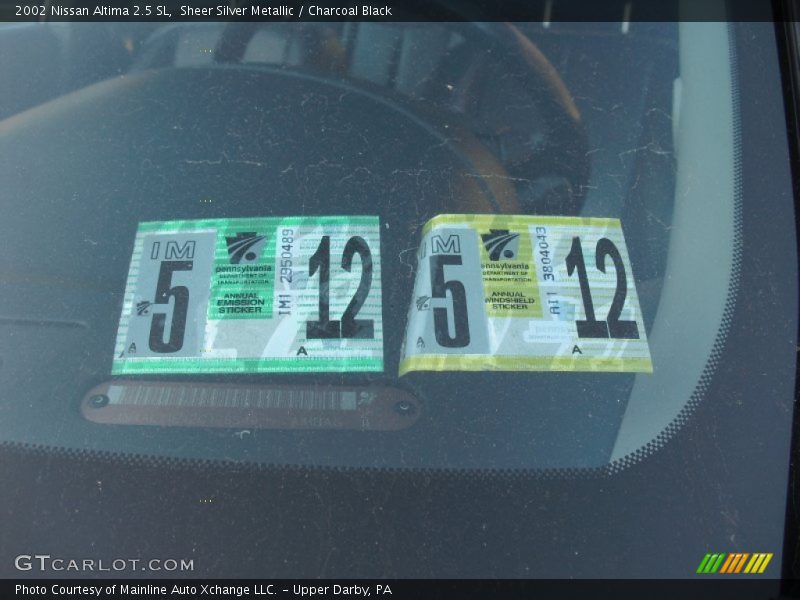 2002 Nissan Altima 2.5 SL, Sheer Silver Metallic / Charcoal Black
IM
5
A
pennsylvania
DEPARTMENT OF
TRANSPORTATION
ANNUAL
EMISSION
STICKER
IM1 2950489
12
A
IM
5
A
pennsylvania
DEPARTMENT OF
TRANSPORTATION
ANNUAL
WINDSHIELD
STICKER
AI1 3804043
12
A
GTCARLOT.COM
Photo Courtesy of Mainline Auto Xchange LLC. – Upper Darby, PA